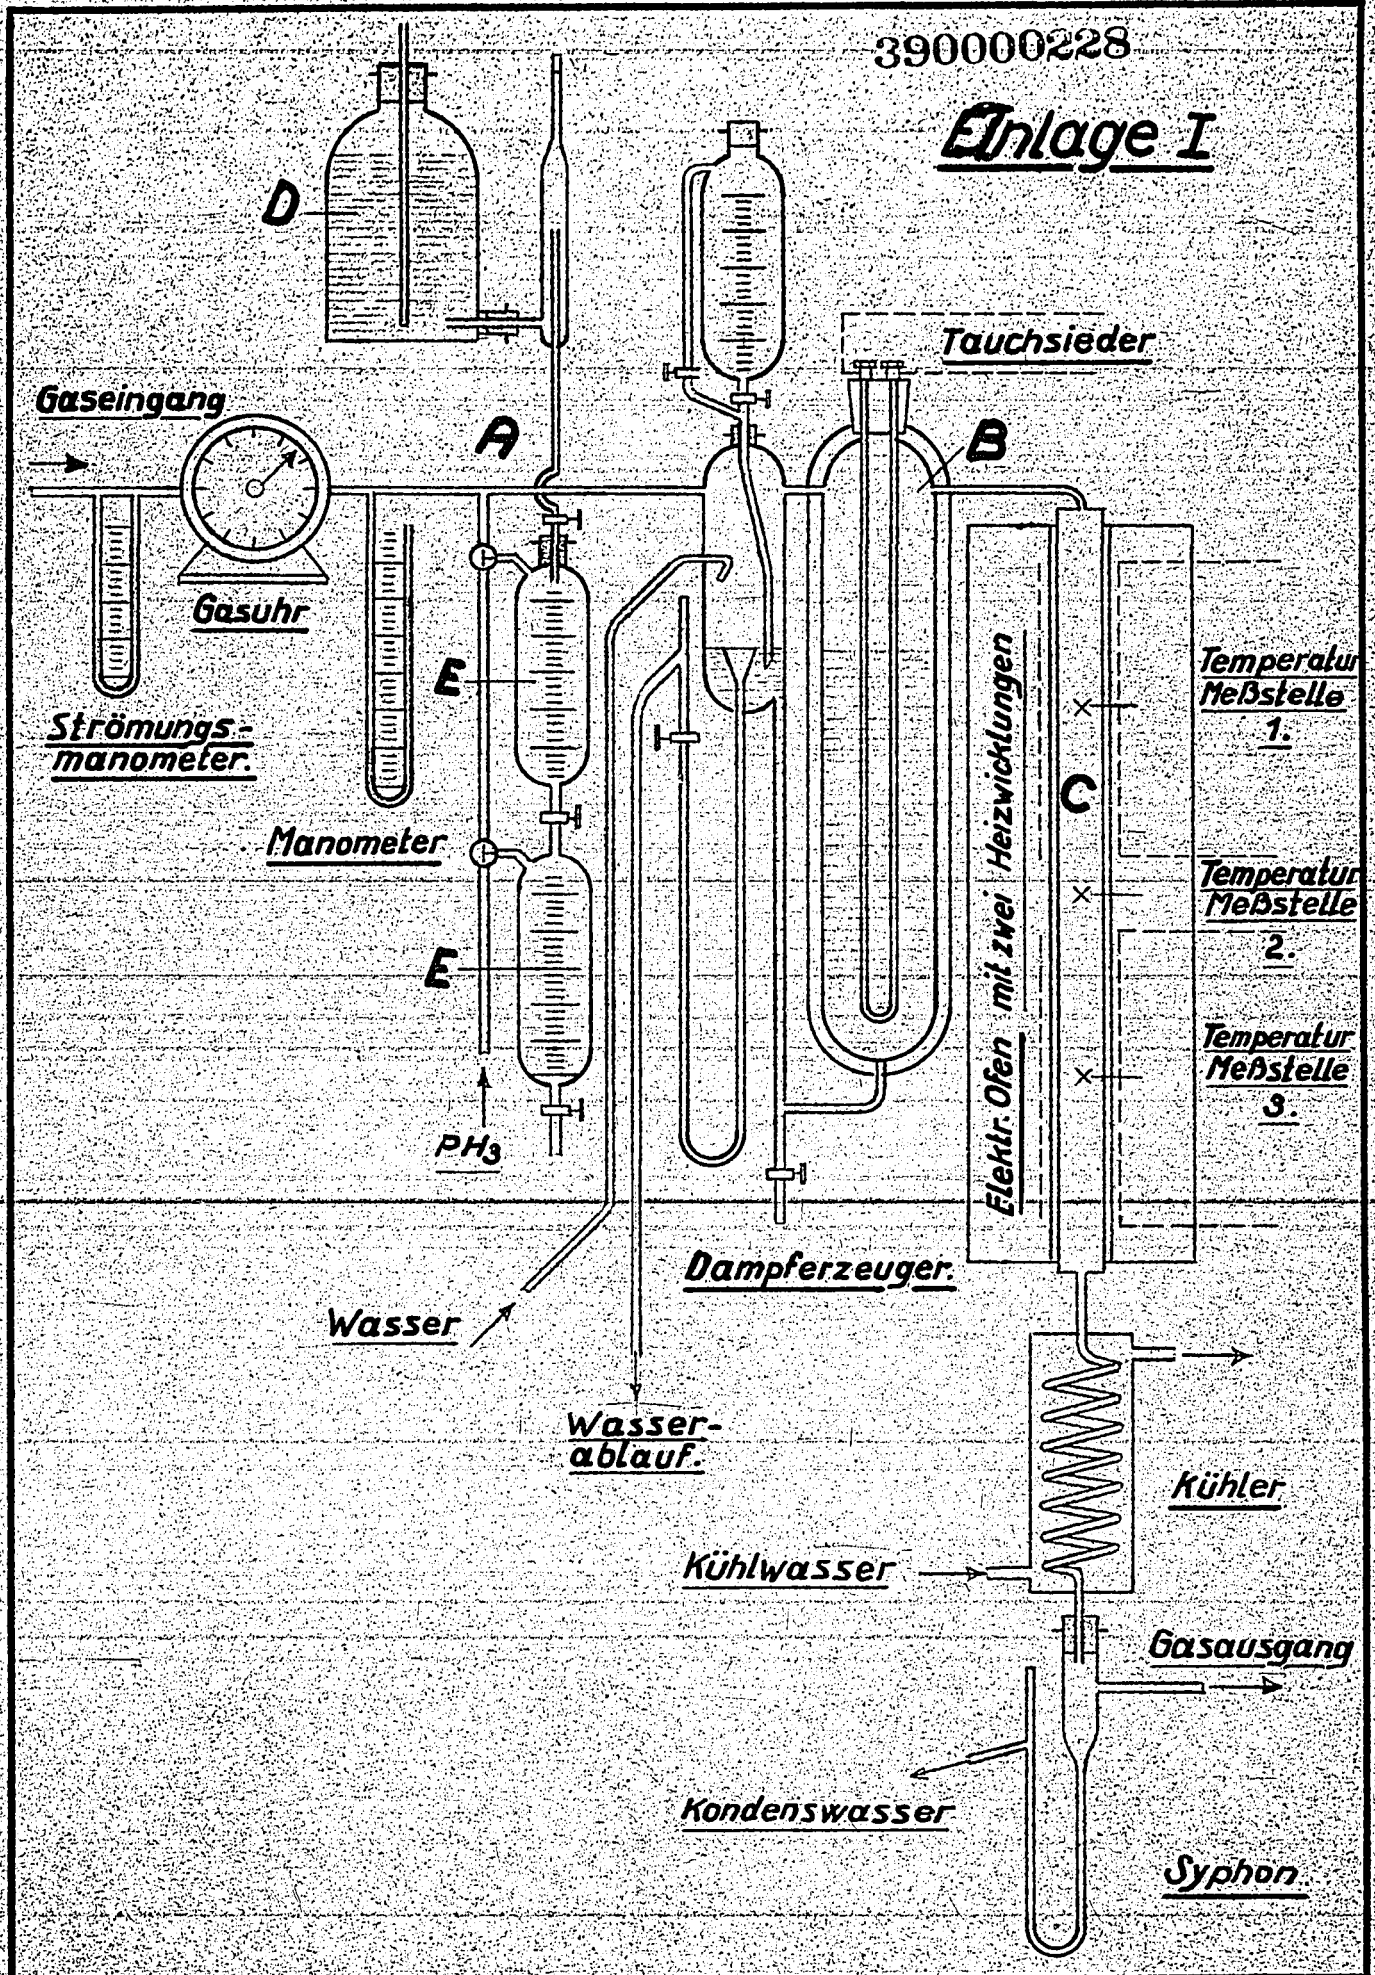 390000228
Einlage I
D
Tauchsieder
Gaseingang
A
B
Gasuhr
E
Strömungs-
manometer.
Manometer
E
PH3
Elektr. Ofen mit zwei Heizwicklungen
C
Temperatur
Meßstelle
1.
Temperatur
Meßstelle
2.
Temperatur
Meßstelle
3.
Dampferzeuger.
Wasser
Wasser-
ablauf.
Kühler
Kühlwasser
Gasausgang
Kondenswasser
Syphon.